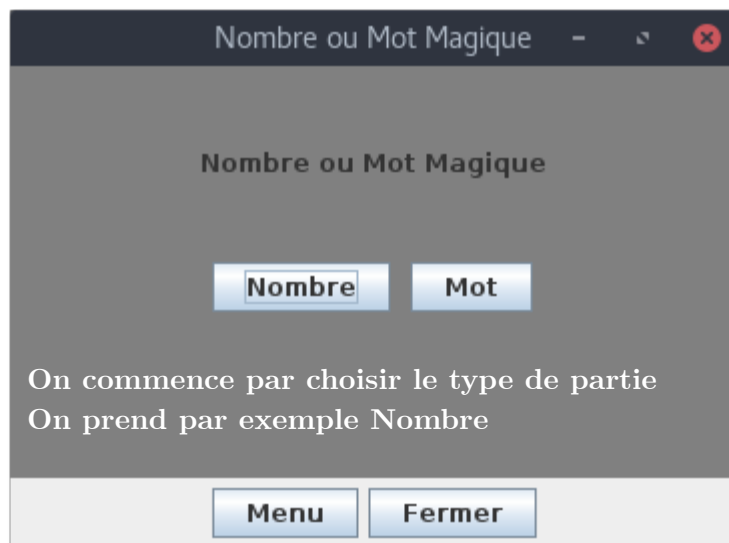 Nombre ou Mot Magique
Nombre ou Mot Magique
Nombre Mot
On commence par choisir le type de partie
On prend par exemple Nombre
Menu Fermer